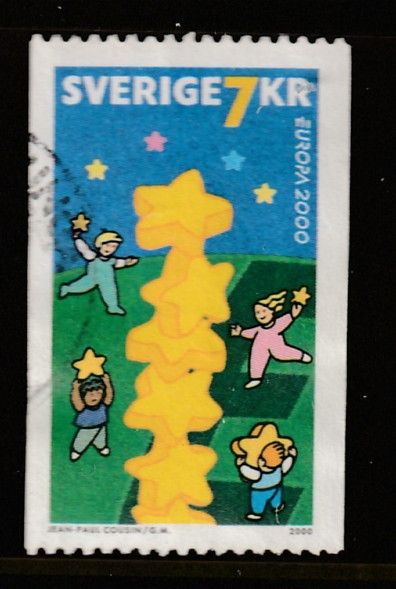 SVERIGE 7 KR
EUROPA 2000
JEAN-PAUL COUSIN/G.M. 2000